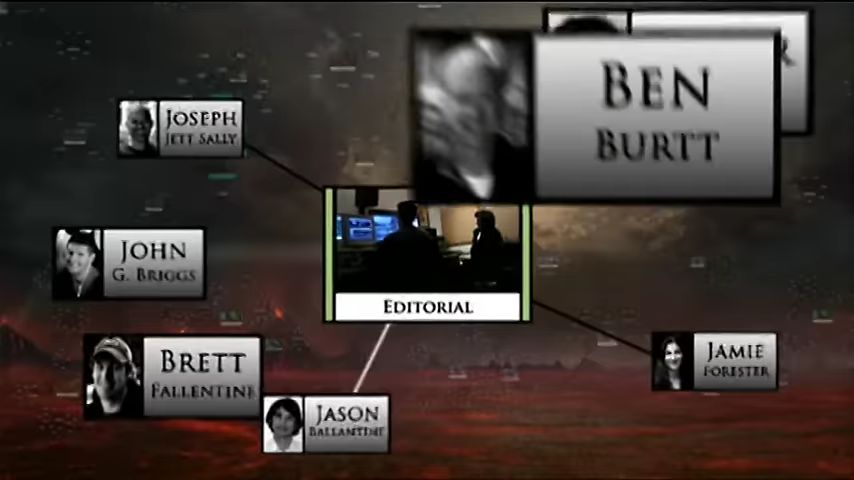 BEN
BURTT
JOSEPH
JETT SALLY
JOHN
G. BRIGGS
EDITORIAL
BRETT
FALLENTINE
JAMIE
FORESTER
JASON
BALLANTINE